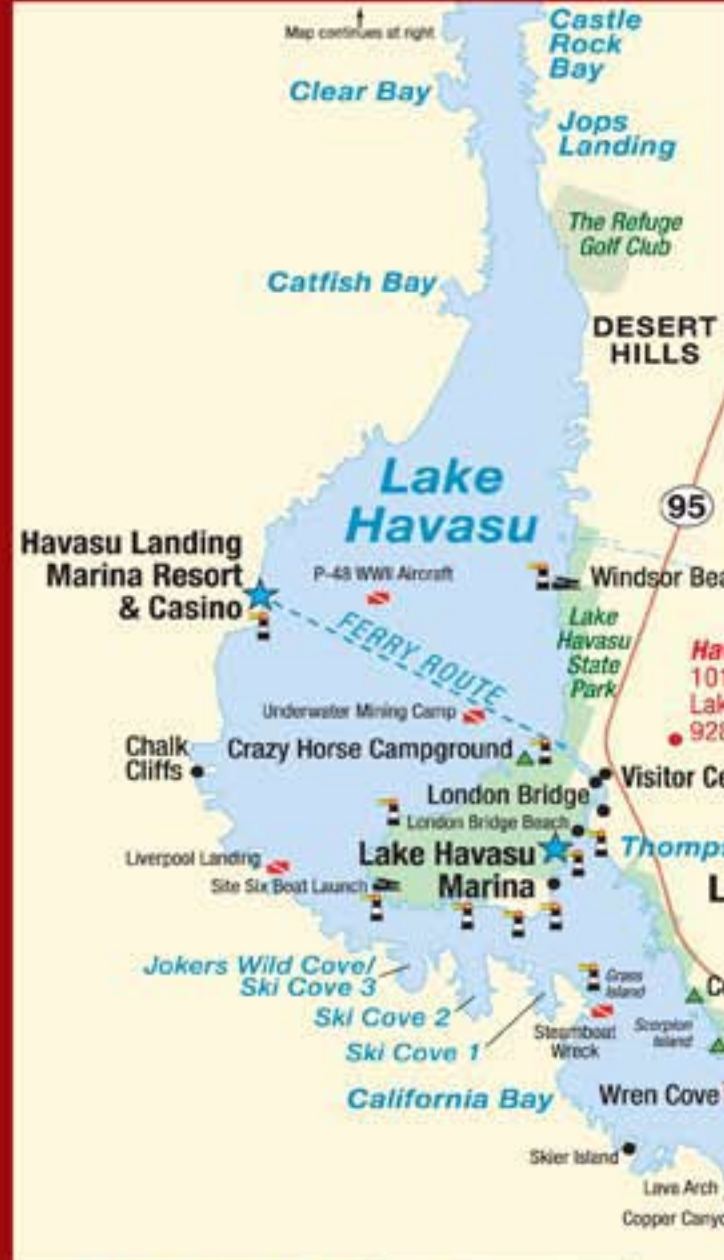 Map continues at right
Castle
Rock
Bay
Clear Bay
Jops
Landing
The Refuge
Golf Club
Catfish Bay
DESERT
HILLS
Lake
Havasu
95
Havasu Landing
Marina Resort
& Casino
P-48 WWII Aircraft
Windsor Bea
FERRY ROUTE
Lake
Havasu
State
Park
Hav
101
Lak
928
Underwater Mining Camp
Crazy Horse Campground
Chalk
Cliffs
Visitor Ce
London Bridge
London Bridge Beach
Thomps
Liverpool Landing
Lake Havasu
Marina
Site Six Boat Launch
L
Jokers Wild Cove/
Ski Cove 3
Grass
Island
Ski Cove 2
Scorpion
Island
Steamboat
Wreck
Ski Cove 1
California Bay
Wren Cove
Skier Island
Lava Arch
Copper Canyo